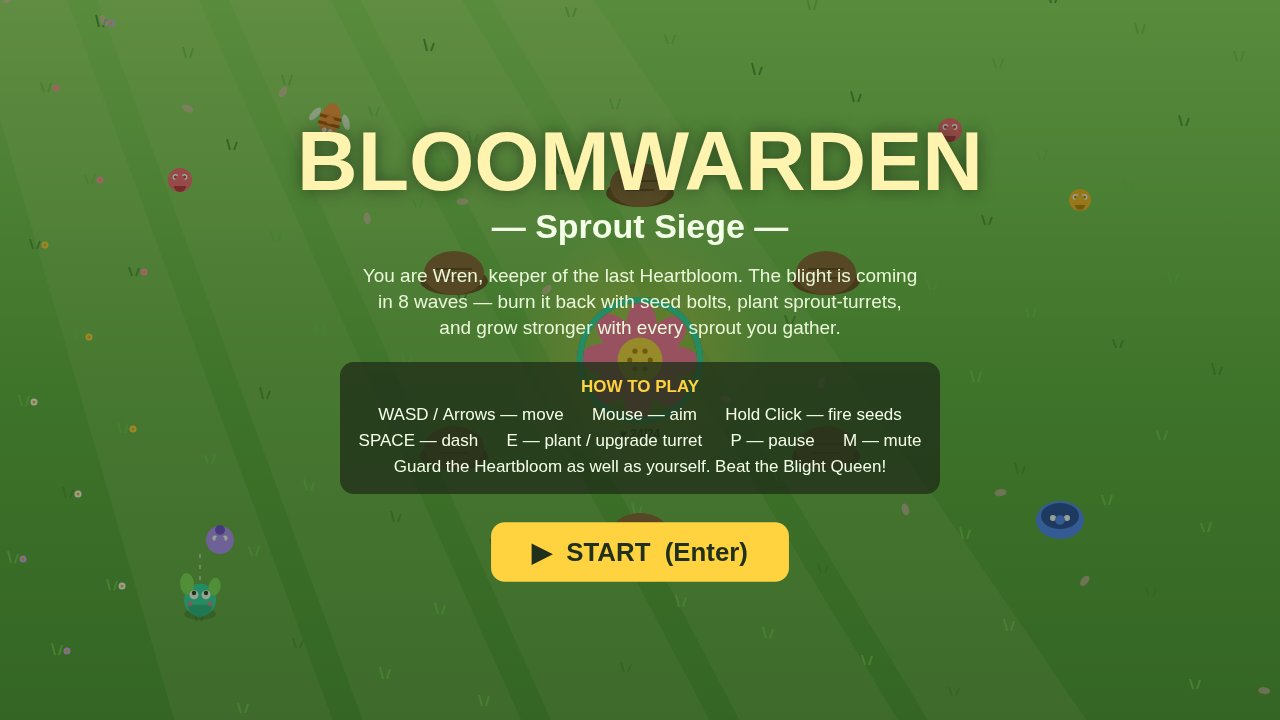 BLOOMWARDEN
— Sprout Siege —
You are Wren, keeper of the last Heartbloom. The blight is coming
in 8 waves — burn it back with seed bolts, plant sprout-turrets,
and grow stronger with every sprout you gather.
HOW TO PLAY
WASD / Arrows — move Mouse — aim Hold Click — fire seeds
SPACE — dash E — plant / upgrade turret P — pause M — mute
Guard the Heartbloom as well as yourself. Beat the Blight Queen!
▶ START (Enter)